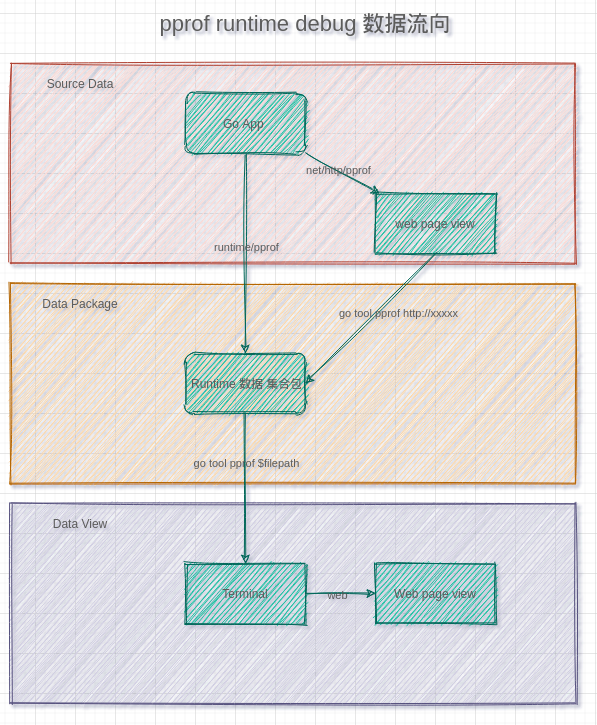 pprof runtime debug 数据流向
Source Data
Go App
net/http/pprof
web page view
runtime/pprof
Data Package
go tool pprof http://xxxxx
Runtime 数据 集合包
go tool pprof $filepath
Data View
Terminal
web
Web page view